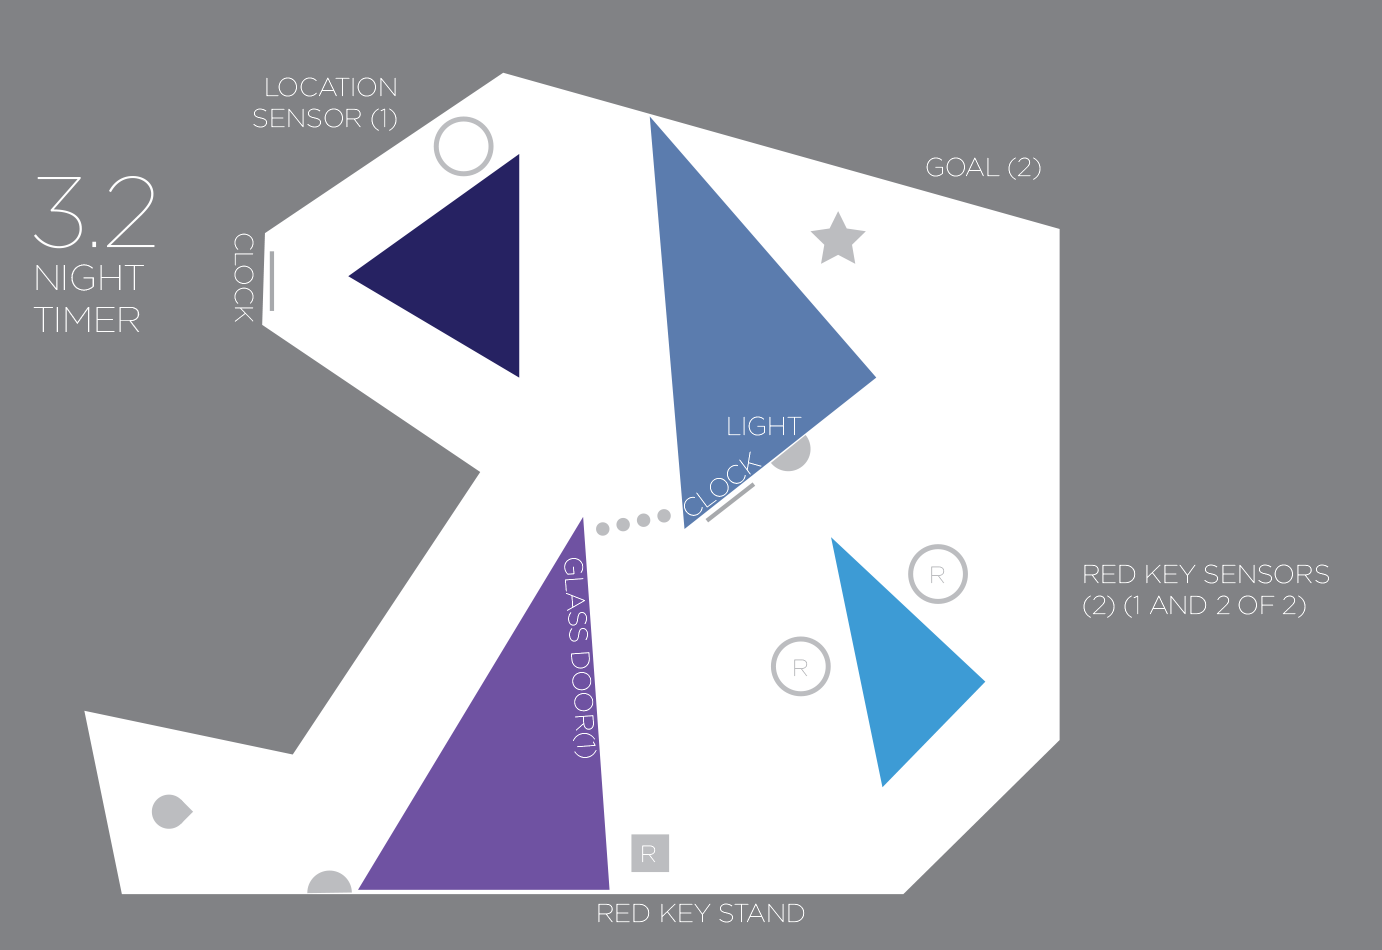 LOCATION
SENSOR (1)
GOAL (2)
3.2
NIGHT
TIMER
CLOCK
LIGHT
CLOCK
GLASS DOOR(1)
R
R
RED KEY SENSORS
(2) (1 AND 2 OF 2)
R
RED KEY STAND